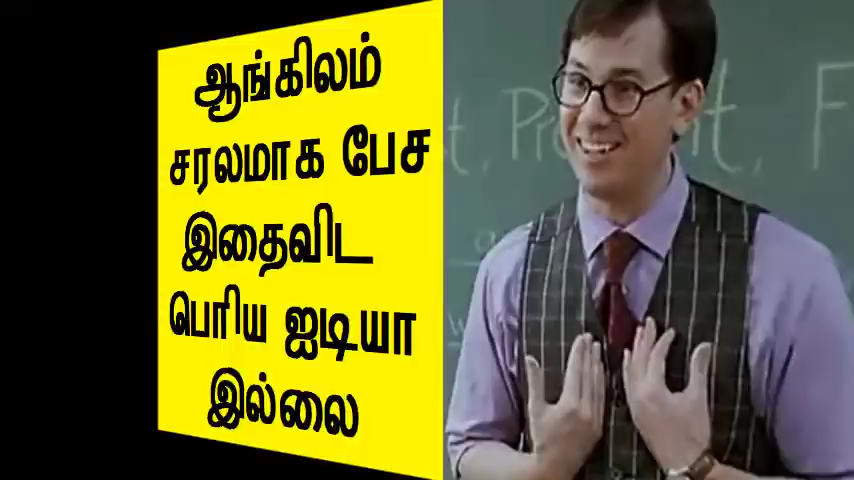 ஆங்கிலம்
சரலமாக பேச
இதைவிட
பெரிய ஐடியா
இல்லை